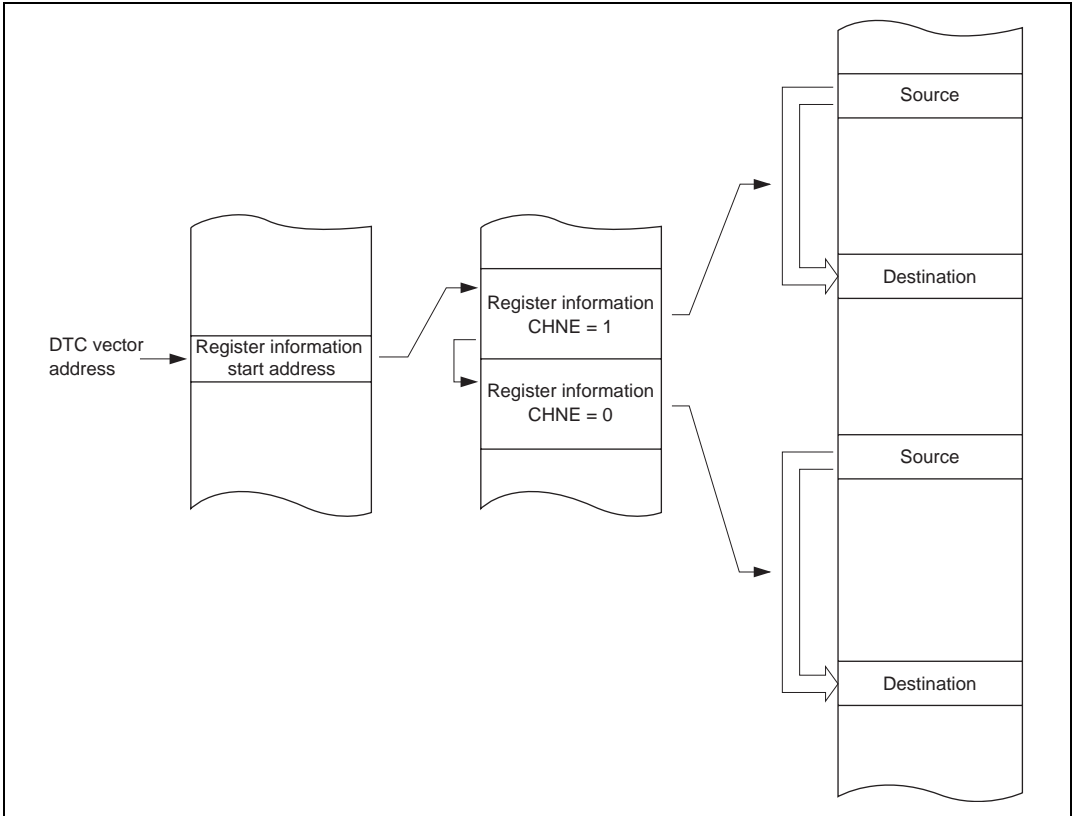 DTC vector
address
Register information
start address
Register information
CHNE = 1
Register information
CHNE = 0
Source
Destination
Source
Destination